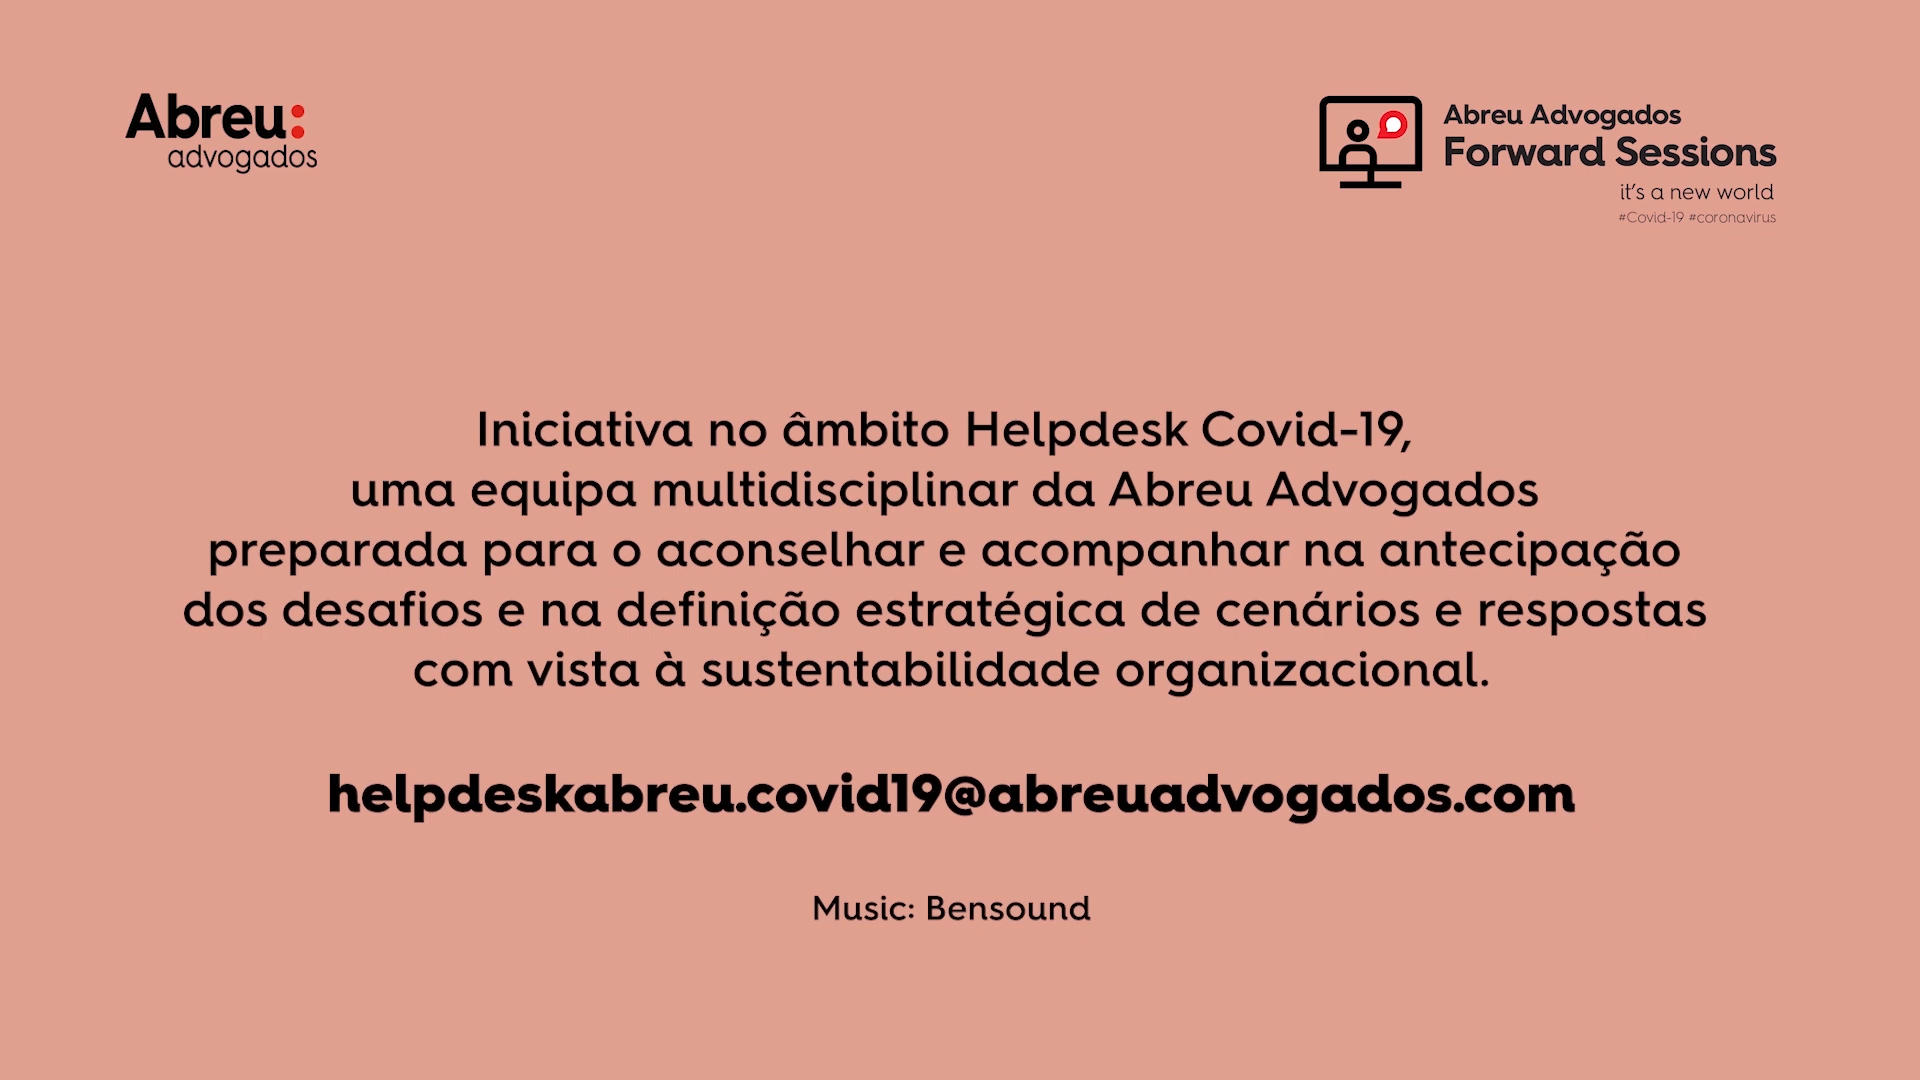 Abreu:
advogados
Abreu Advogados
Forward Sessions
it's a new world
#Covid-19 #coronavirus
Iniciativa no âmbito Helpdesk Covid-19,
uma equipa multidisciplinar da Abreu Advogados
preparada para o aconselhar e acompanhar na antecipação
dos desafios e na definição estratégica de cenários e respostas
com vista à sustentabilidade organizacional.
helpdeskabreu.covid19@abreuadvogados.com
Music: Bensound